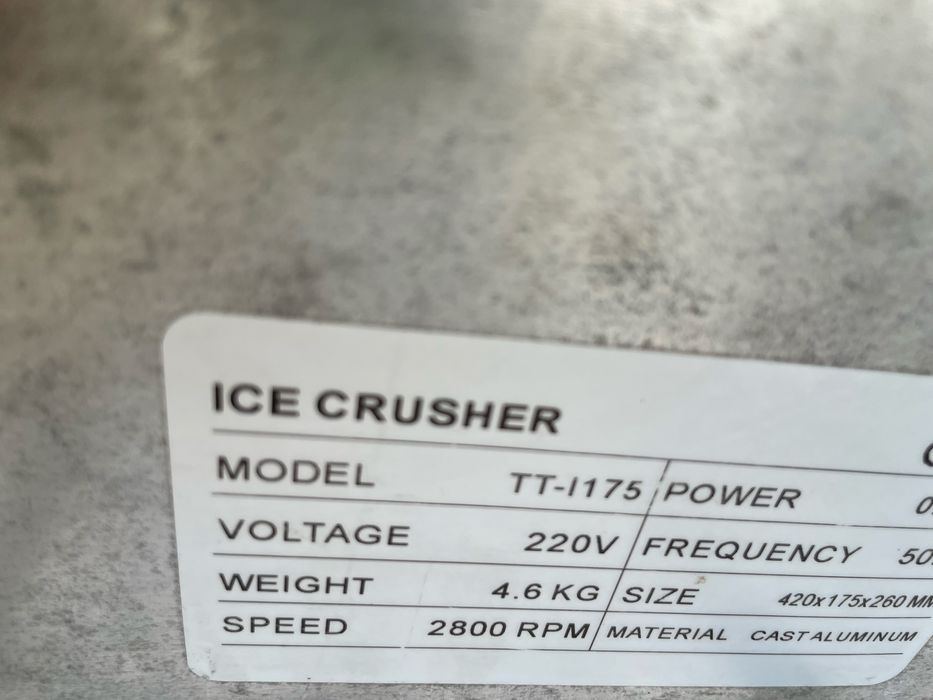 ICE CRUSHER
MODEL TT-I175 POWER
VOLTAGE 220V FREQUENCY
WEIGHT 4.6 KG SIZE 420x175x260 MM
SPEED 2800 RPM MATERIAL CAST ALUMINUM